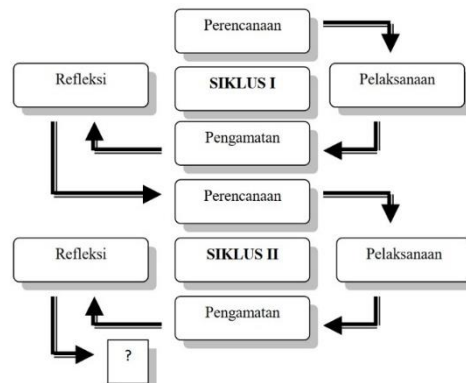 Perencanaan
Refleksi
SIKLUS I
Pelaksanaan
Pengamatan
Perencanaan
Refleksi
SIKLUS II
Pelaksanaan
Pengamatan
?